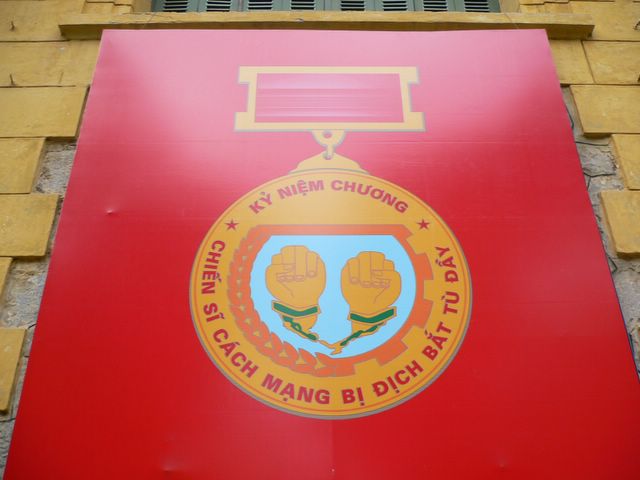 KỶ NIỆM CHƯƠNG
CHIẾN SĨ CÁCH MẠNG BỊ ĐỊCH BẮT TÙ ĐẦY